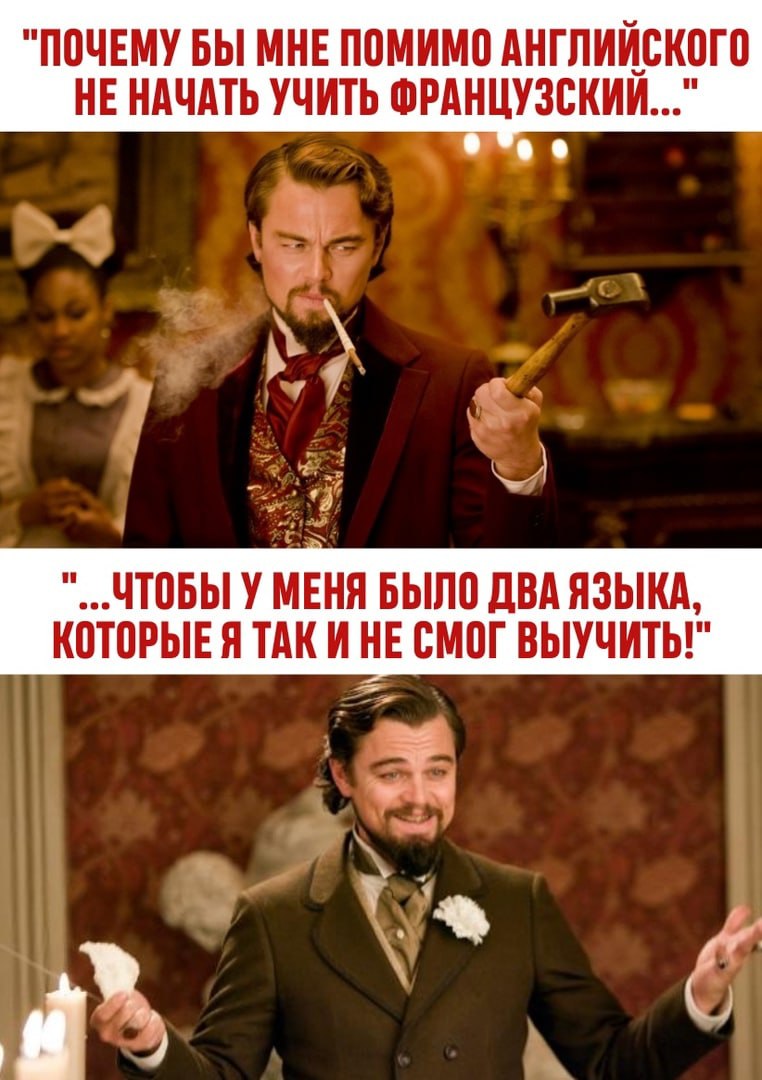 "ПОЧЕМУ БЫ МНЕ ПОМИМО АНГЛИЙСКОГО
НЕ НАЧАТЬ УЧИТЬ ФРАНЦУЗСКИЙ..."
"...ЧТОБЫ У МЕНЯ БЫЛО ДВА ЯЗЫКА,
КОТОРЫЕ Я ТАК И НЕ СМОГ ВЫУЧИТЬ!"